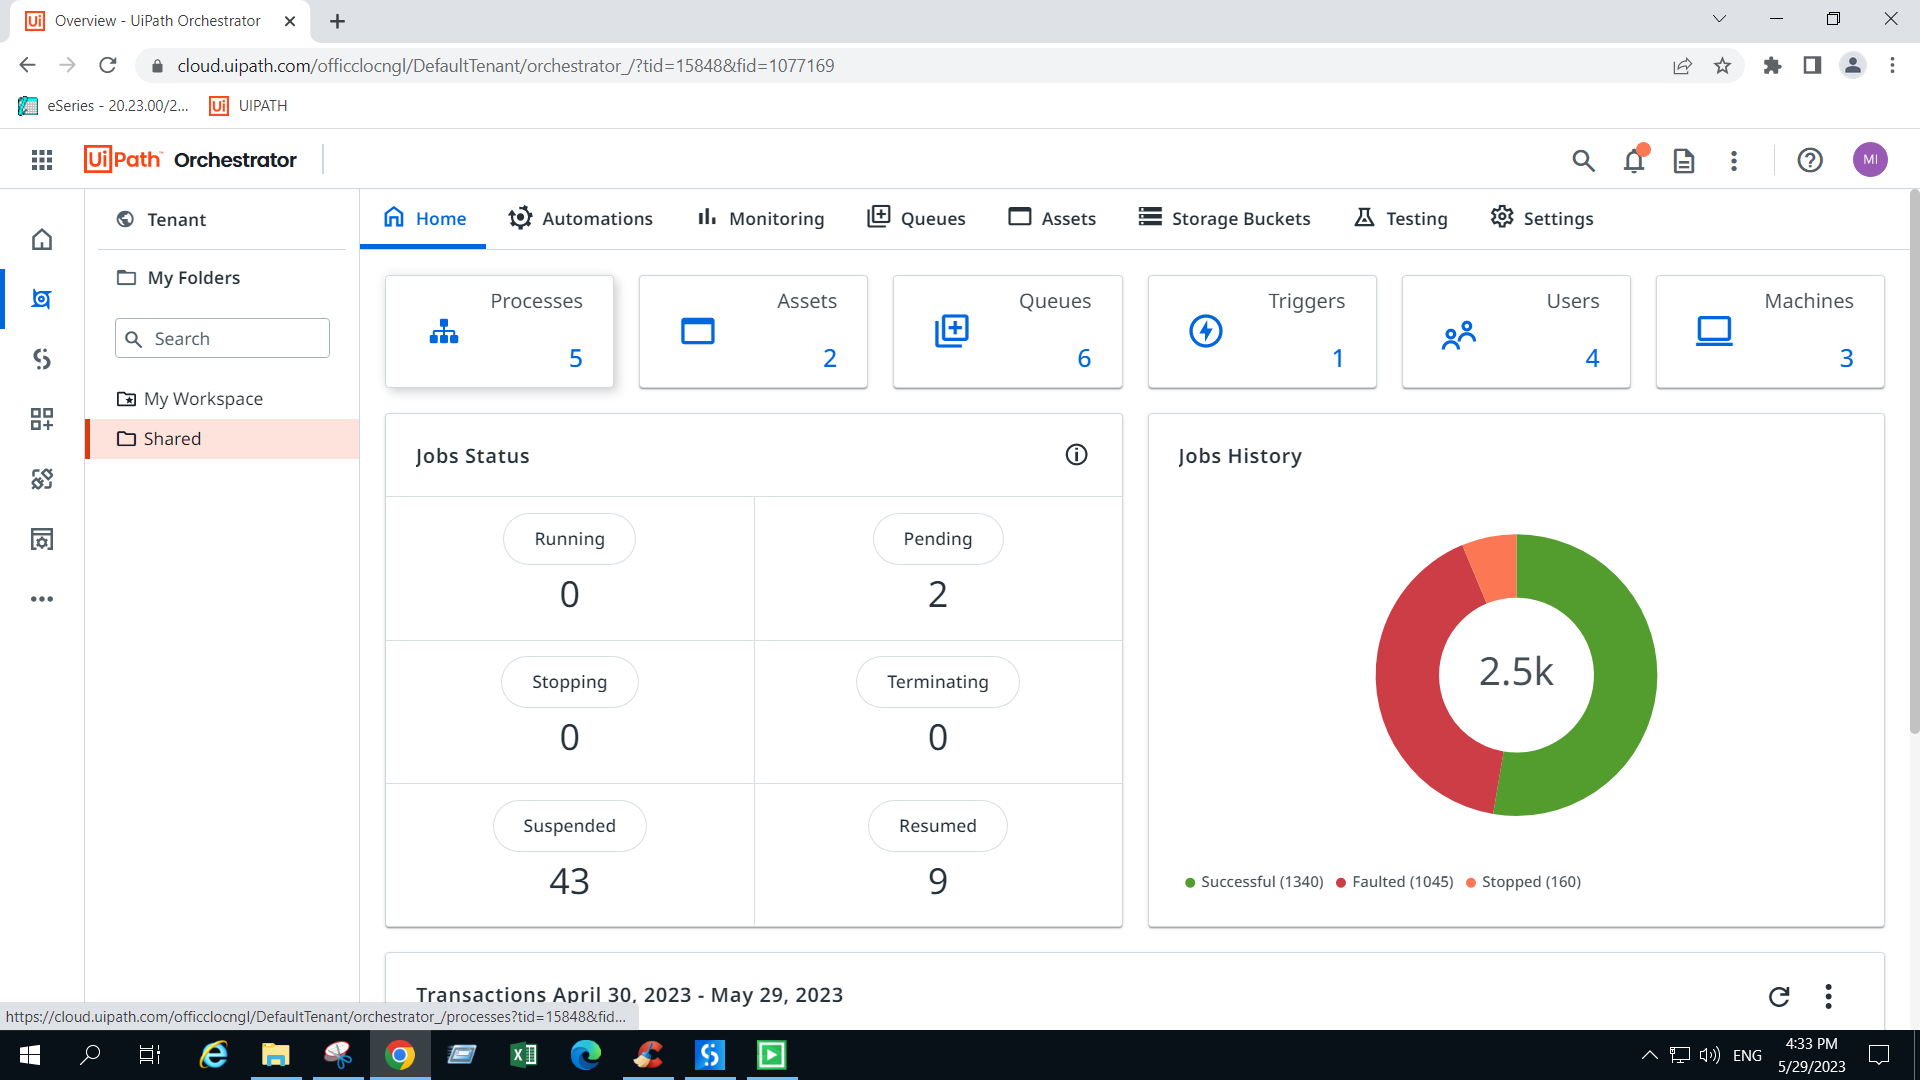 Overview - UiPath Orchestrator
cloud.uipath.com/officclocngl/DefaultTenant/orchestrator_/?tid=15848&fid=1077169
eSeries - 20.23.00/2...
UIPATH
UiPath™ Orchestrator
MI
Tenant
My Folders
Search
My Workspace
Shared
Home
Automations
Monitoring
Queues
Assets
Storage Buckets
Testing
Settings
Processes
5
Assets
2
Queues
6
Triggers
1
Users
4
Machines
3
Jobs Status
Running
0
Pending
2
Stopping
0
Terminating
0
Suspended
43
Resumed
9
Jobs History
2.5k
Successful (1340)
Faulted (1045)
Stopped (160)
Transactions April 30, 2023 - May 29, 2023
https://cloud.uipath.com/officclocngl/DefaultTenant/orchestrator_/processes?tid=15848&fid...
ENG
4:33 PM
5/29/2023